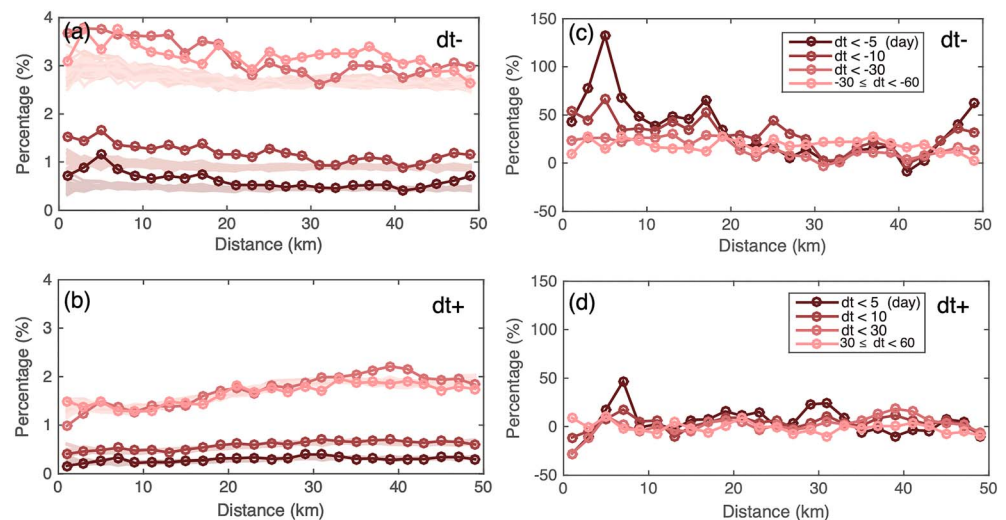 (a)
dt-
4
3
2
1
0
Percentage (%)
0 10 20 30 40 50
Distance (km)
(c)
dt-
150
100
50
0
-50
Percentage (%)
dt < -5 (day)
dt < -10
dt < -30
-30 ≤ dt < -60
0 10 20 30 40 50
Distance (km)
(b)
dt+
4
3
2
1
0
Percentage (%)
0 10 20 30 40 50
Distance (km)
(d)
dt+
150
100
50
0
-50
Percentage (%)
dt < 5 (day)
dt < 10
dt < 30
30 ≤ dt < 60
0 10 20 30 40 50
Distance (km)